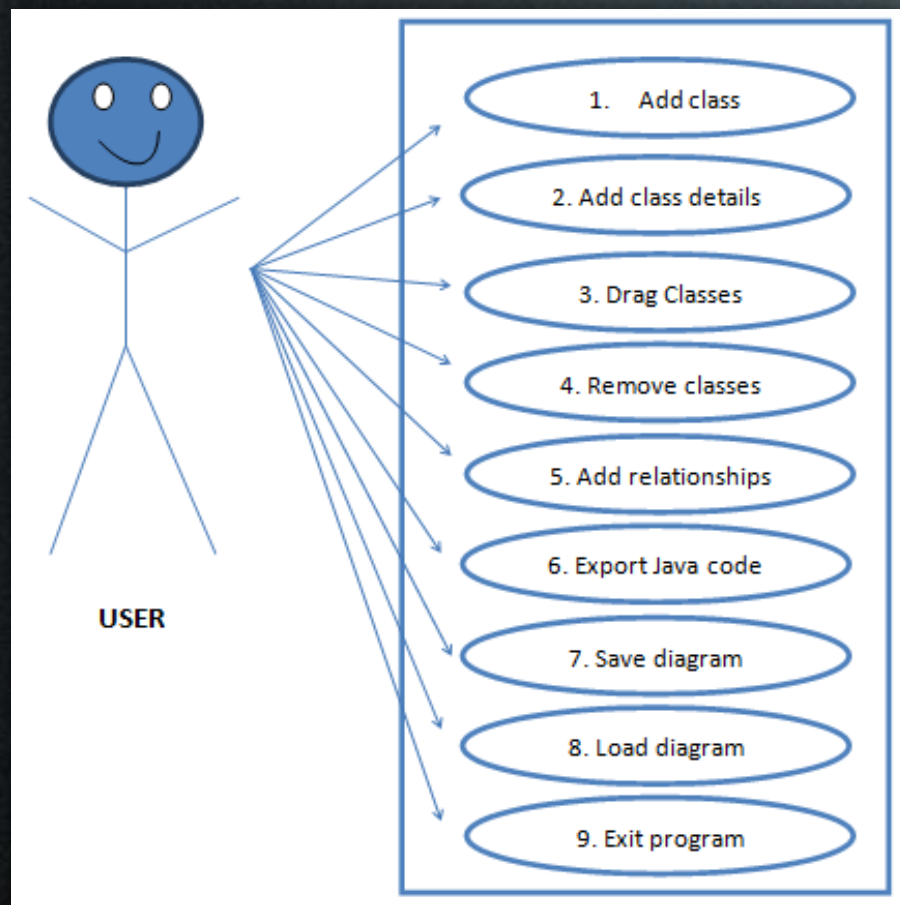 1. Add class
2. Add class details
3. Drag Classes
4. Remove classes
5. Add relationships
6. Export Java code
7. Save diagram
8. Load diagram
9. Exit program
USER